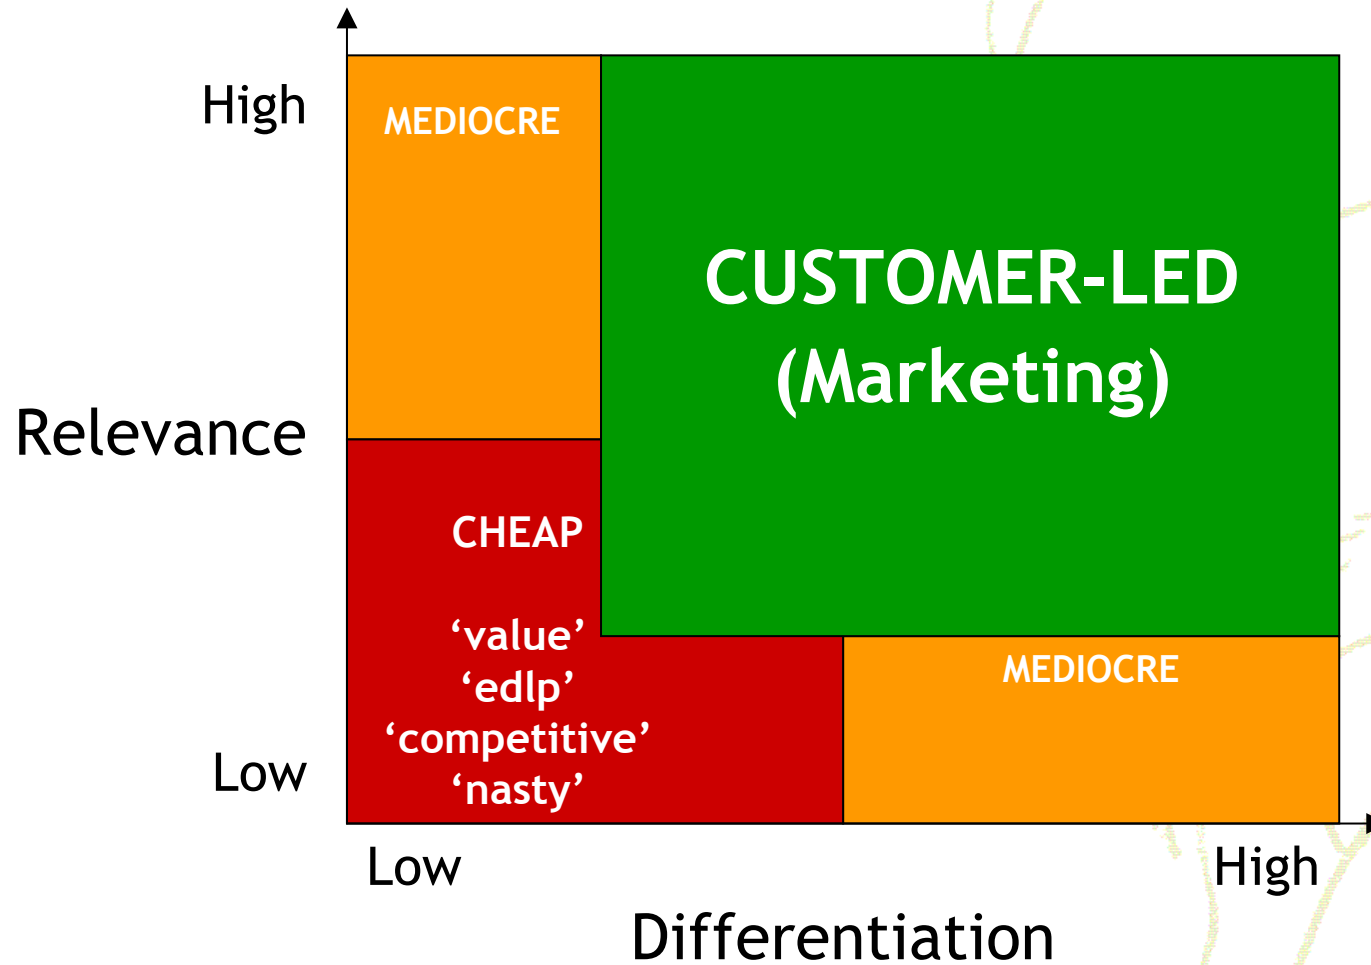 High
MEDIOCRE
CUSTOMER-LED
(Marketing)
Relevance
CHEAP
‘value’
‘edlp’
‘competitive’
‘nasty’
MEDIOCRE
Low
Low
High
Differentiation